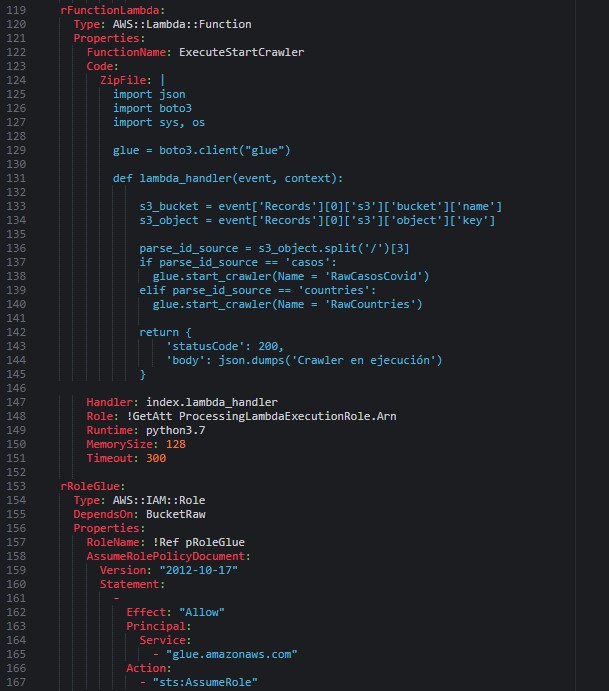 119 rFunctionLambda:
120 Type: AWS::Lambda::Function
121 Properties:
122 FunctionName: ExecuteStartCrawler
123 Code:
124 ZipFile: |
125 import json
126 import boto3
127 import sys, os
128
129 glue = boto3.client("glue")
130
131 def lambda_handler(event, context):
132
133 s3_bucket = event['Records'][0]['s3']['bucket']['name']
134 s3_object = event['Records'][0]['s3']['object']['key']
135
136 parse_id_source = s3_object.split('/')[3]
137 if parse_id_source == 'casos':
138 glue.start_crawler(Name = 'RawCasosCovid')
139 elif parse_id_source == 'countries':
140 glue.start_crawler(Name = 'RawCountries')
141
142 return {
143 'statusCode': 200,
144 'body': json.dumps('Crawler en ejecución')
145 }
146
147 Handler: index.lambda_handler
148 Role: !GetAtt ProcessingLambdaExecutionRole.Arn
149 Runtime: python3.7
150 MemorySize: 128
151 Timeout: 300
152
153 rRoleGlue:
154 Type: AWS::IAM::Role
155 DependsOn: BucketRaw
156 Properties:
157 RoleName: !Ref pRoleGlue
158 AssumeRolePolicyDocument:
159 Version: "2012-10-17"
160 Statement:
161 -
162 Effect: "Allow"
163 Principal:
164 Service:
165 - "glue.amazonaws.com"
166 Action:
167 - "sts:AssumeRole"